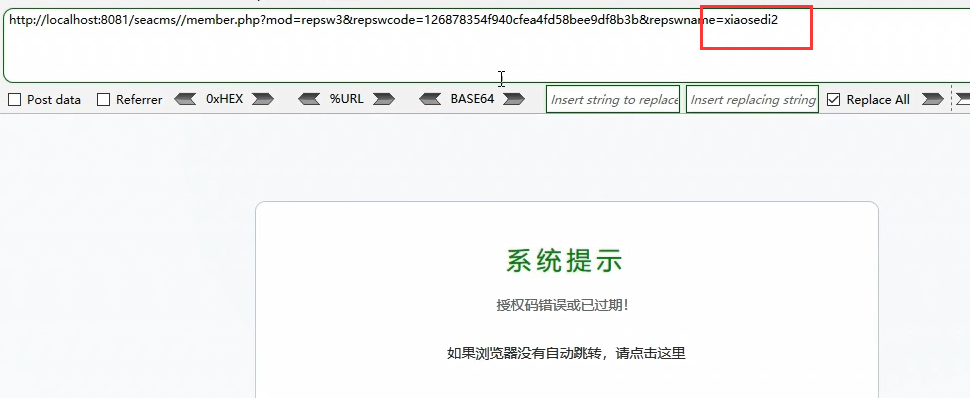 http://localhost:8081/seacms//member.php?mod=repsw3&repswcode=126878354f940cfea4fd58bee9df8b3b&repswname=xiaosedi2
Post data Referrer 0xHEX %URL BASE64 Insert string to replace Insert replacing string Replace All
系统提示
授权码错误或已过期！
如果浏览器没有自动跳转，请点击这里